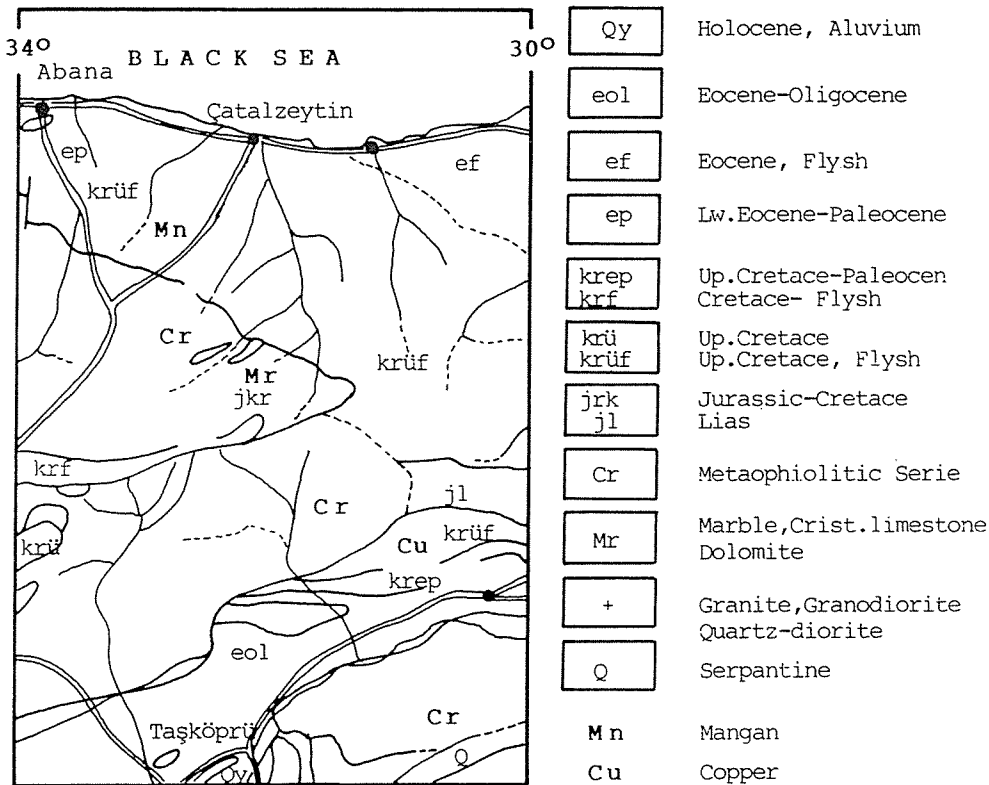 34° 30°
BLACK SEA
Abana
Çatalzeytin
ep
ef
krüf
Mn
Cr
krüf
Mr
jkr
krf
jl
Cr
krüf
krü
Cu
krep
eol
Taşköprü
Cr
Q
Qy
Qy Holocene, Aluvium
eol Eocene-Oligocene
ef Eocene, Flysh
ep Lw.Eocene-Paleocene
krep Up.Cretace-Paleocen
krf Cretace- Flysh
krü Up.Cretace
krüf Up.Cretace, Flysh
jrk Jurassic-Cretace
jl Lias
Cr Metaophiolitic Serie
Mr Marble,Crist.limestone
Dolomite
+ Granite,Granodiorite
Quartz-diorite
Q Serpantine
Mn Mangan
Cu Copper